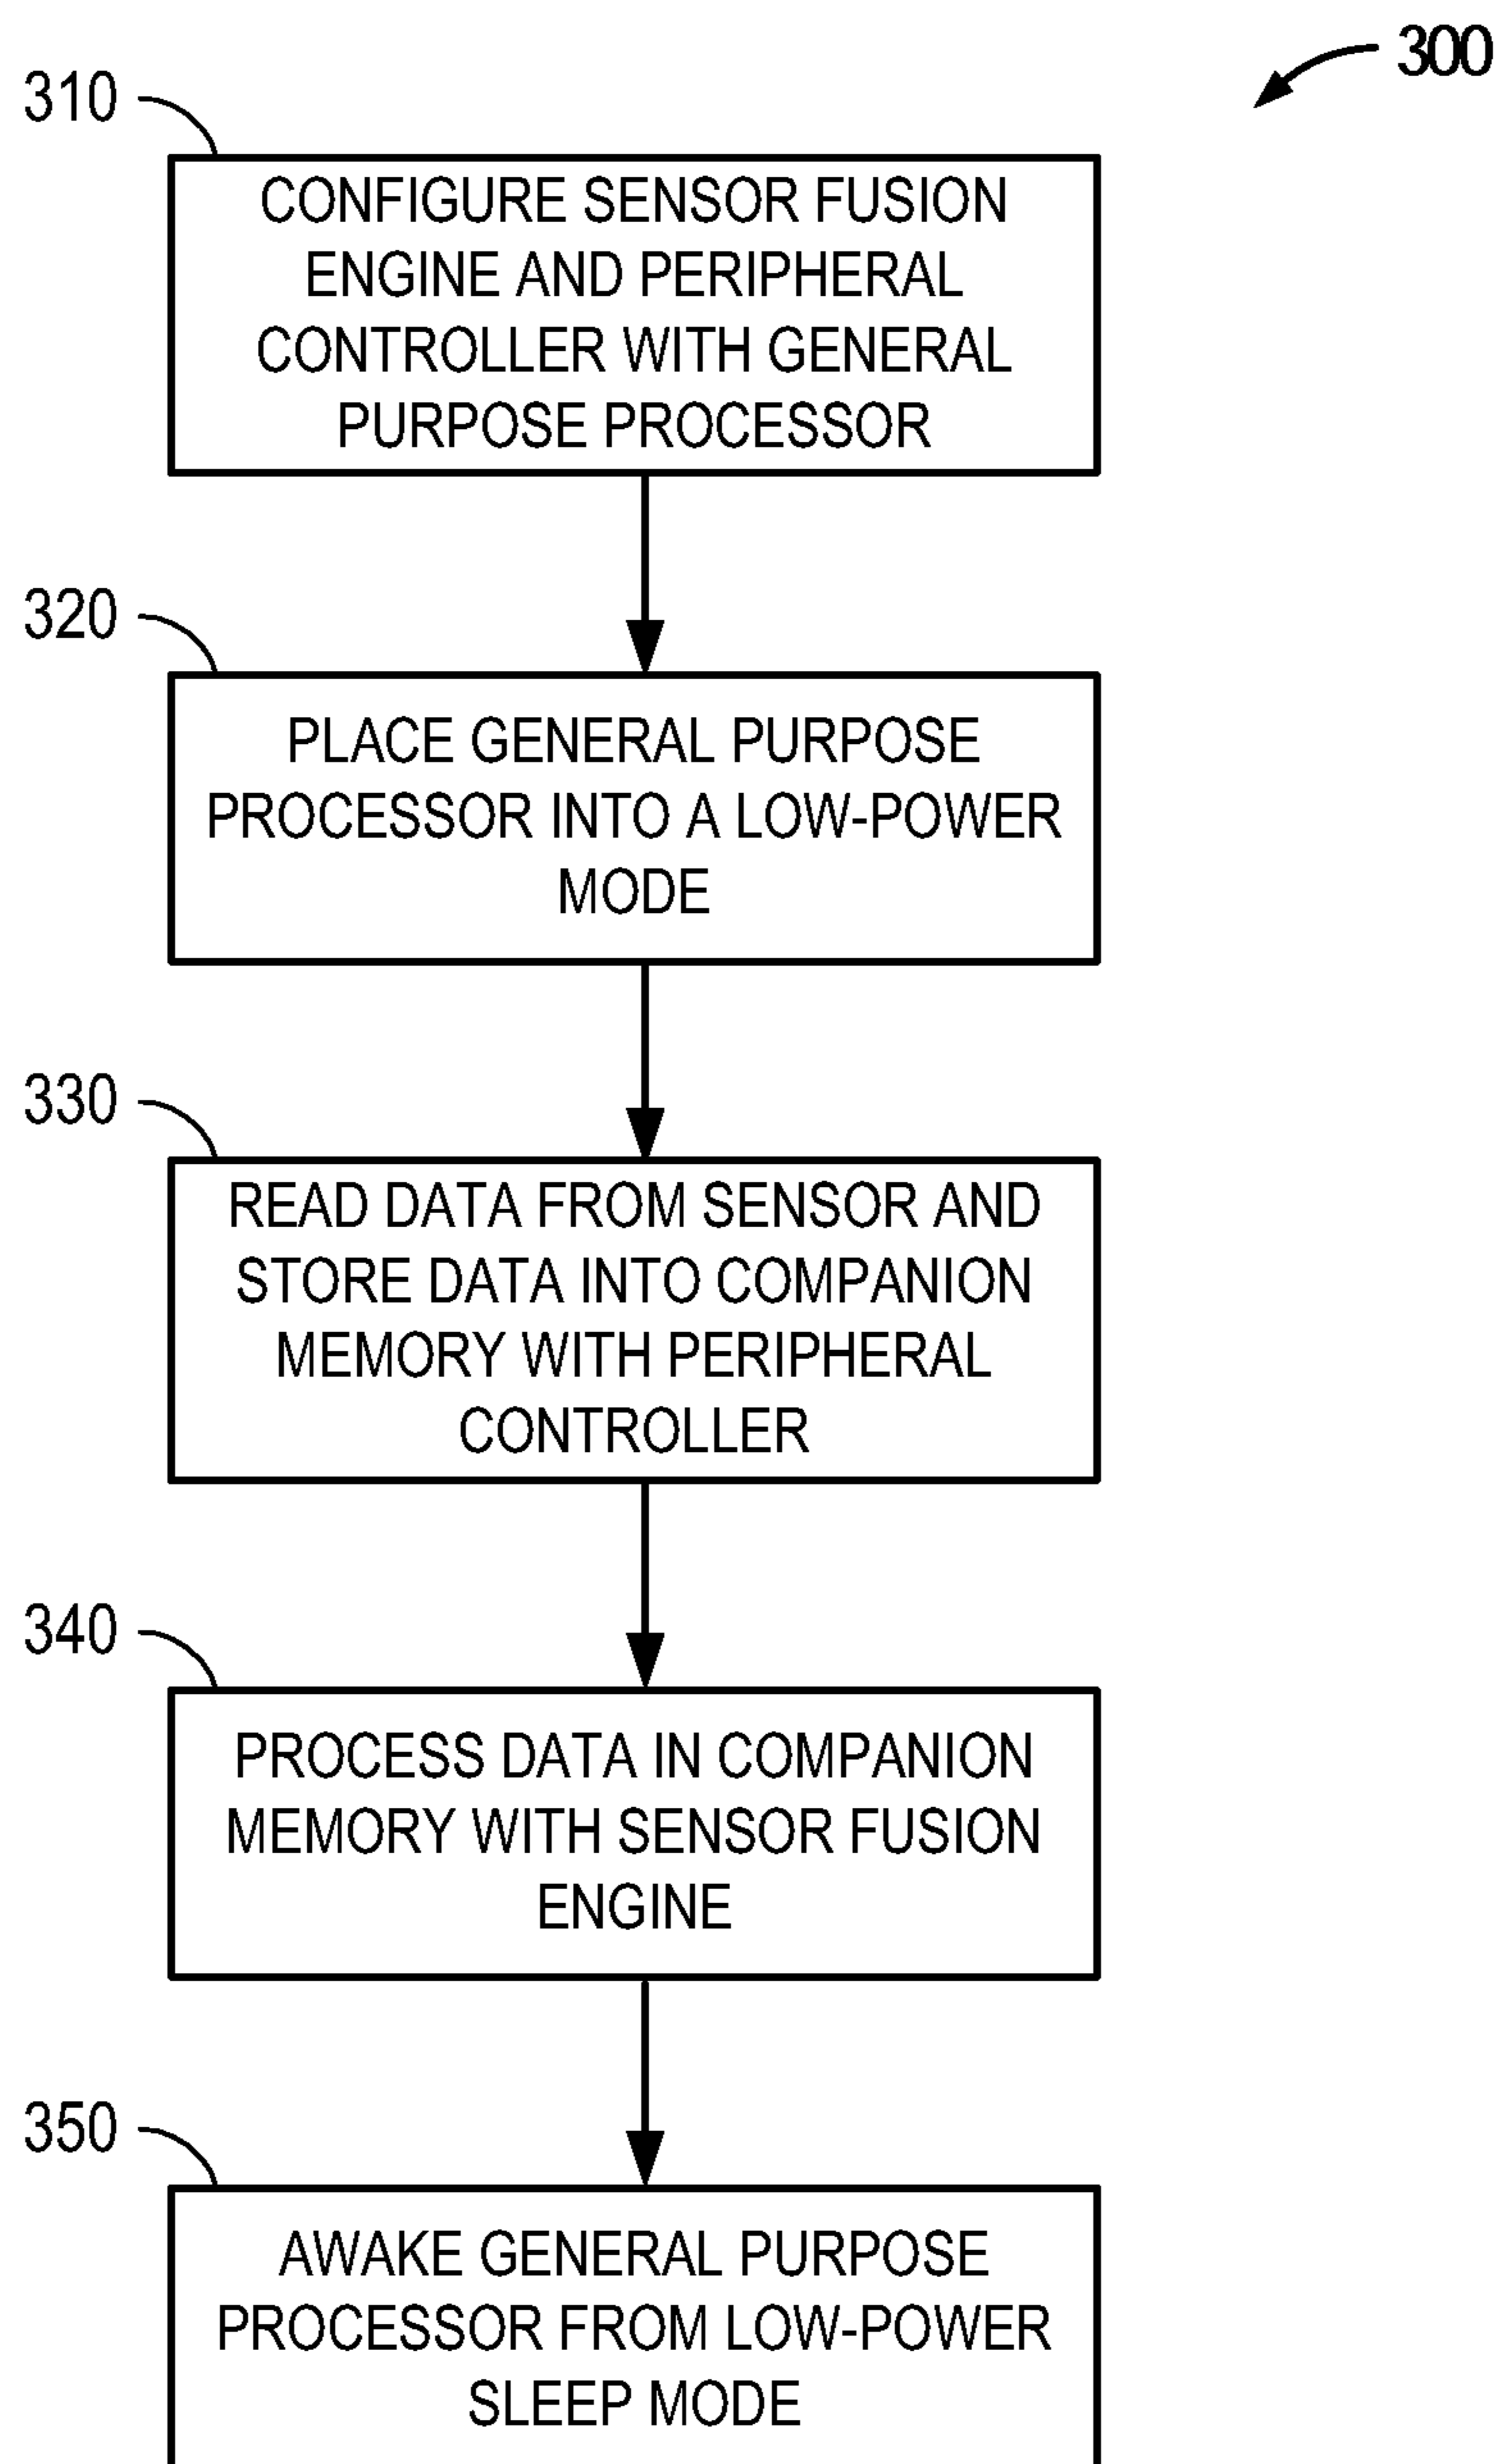 300
310
CONFIGURE SENSOR FUSION
ENGINE AND PERIPHERAL
CONTROLLER WITH GENERAL
PURPOSE PROCESSOR
320
PLACE GENERAL PURPOSE
PROCESSOR INTO A LOW-POWER
MODE
330
READ DATA FROM SENSOR AND
STORE DATA INTO COMPANION
MEMORY WITH PERIPHERAL
CONTROLLER
340
PROCESS DATA IN COMPANION
MEMORY WITH SENSOR FUSION
ENGINE
350
AWAKE GENERAL PURPOSE
PROCESSOR FROM LOW-POWER
SLEEP MODE